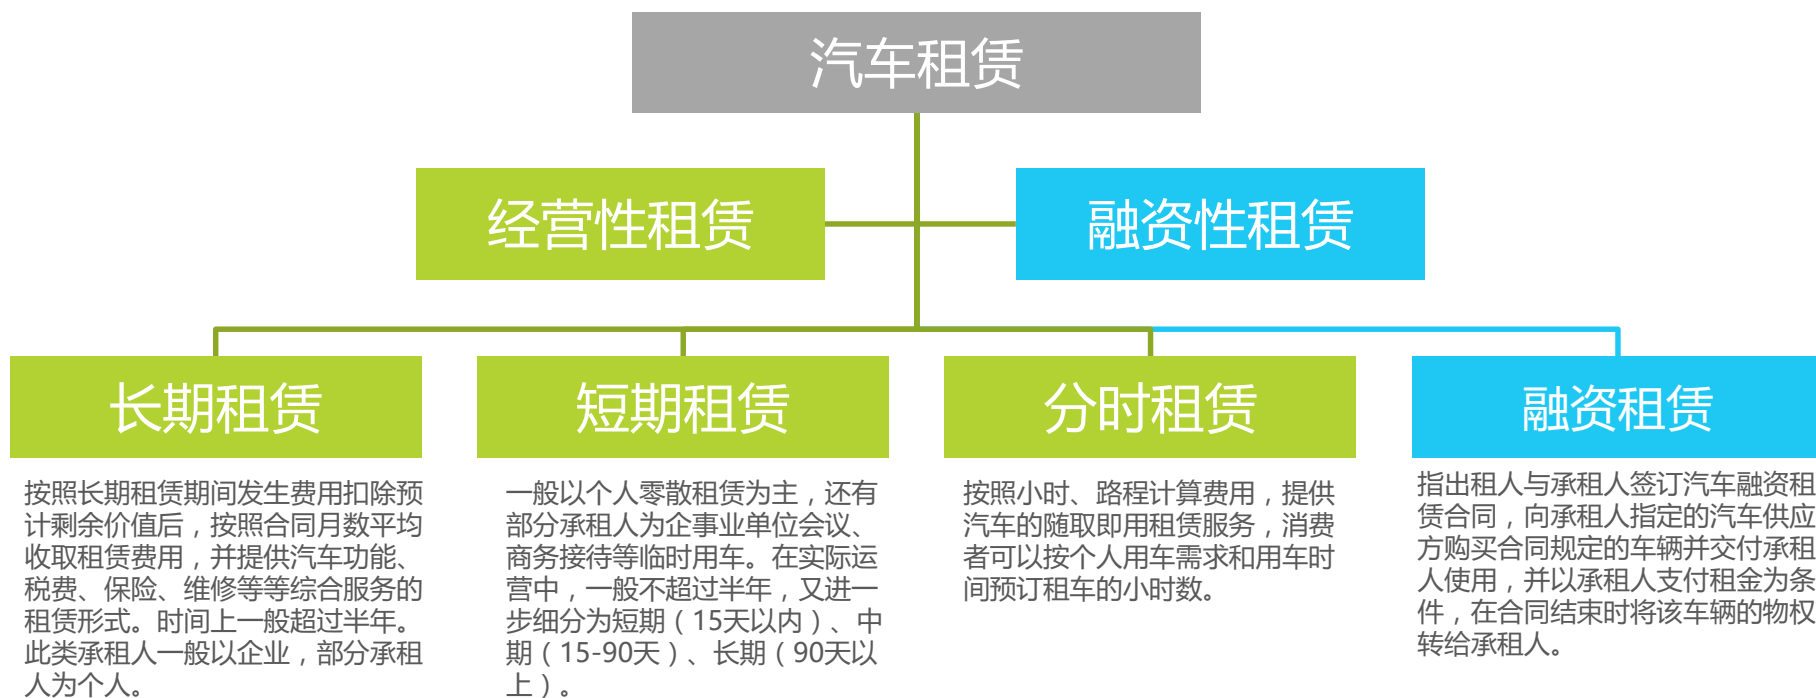 汽车租赁
经营性租赁
融资性租赁
长期租赁
短期租赁
分时租赁
融资租赁
按照长期租赁期间发生费用扣除预
计剩余价值后，按照合同月数平均
收取租赁费用，并提供汽车功能、
税费、保险、维修等等综合服务的
租赁形式。时间上一般超过半年。
此类承租人一般以企业，部分承租
人为个人。
一般以个人零散租赁为主，还有
部分承租人为企事业单位会议、
商务接待等临时用车。在实际运
营中，一般不超过半年，又进一
步细分为短期（15天以内）、中
期（15-90天）、长期（90天以
上）。
按照小时、路程计算费用，提供
汽车的随取即用租赁服务，消费
者可以按个人用车需求和用车时
间预订租车的小时数。
指出租人与承租人签订汽车融资租
赁合同，向承租人指定的汽车供应
方购买合同规定的车辆并交付承租
人使用，并以承租人支付租金为条
件，在合同结束时将该车辆的物权
转给承租人。